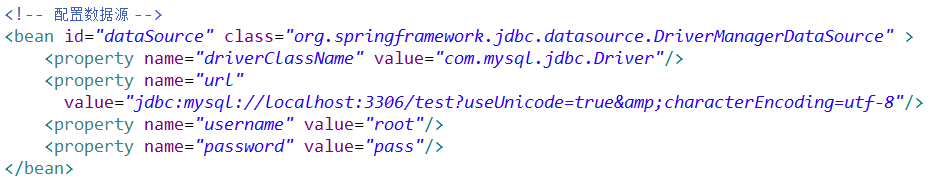 <!-- 配置数据源 -->
<bean id="dataSource" class="org.springframework.jdbc.datasource.DriverManagerDataSource" >
    <property name="driverClassName" value="com.mysql.jdbc.Driver"/>
    <property name="url"
      value="jdbc:mysql://localhost:3306/test?useUnicode=true&amp;characterEncoding=utf-8"/>
    <property name="username" value="root"/>
    <property name="password" value="pass"/>
</bean>